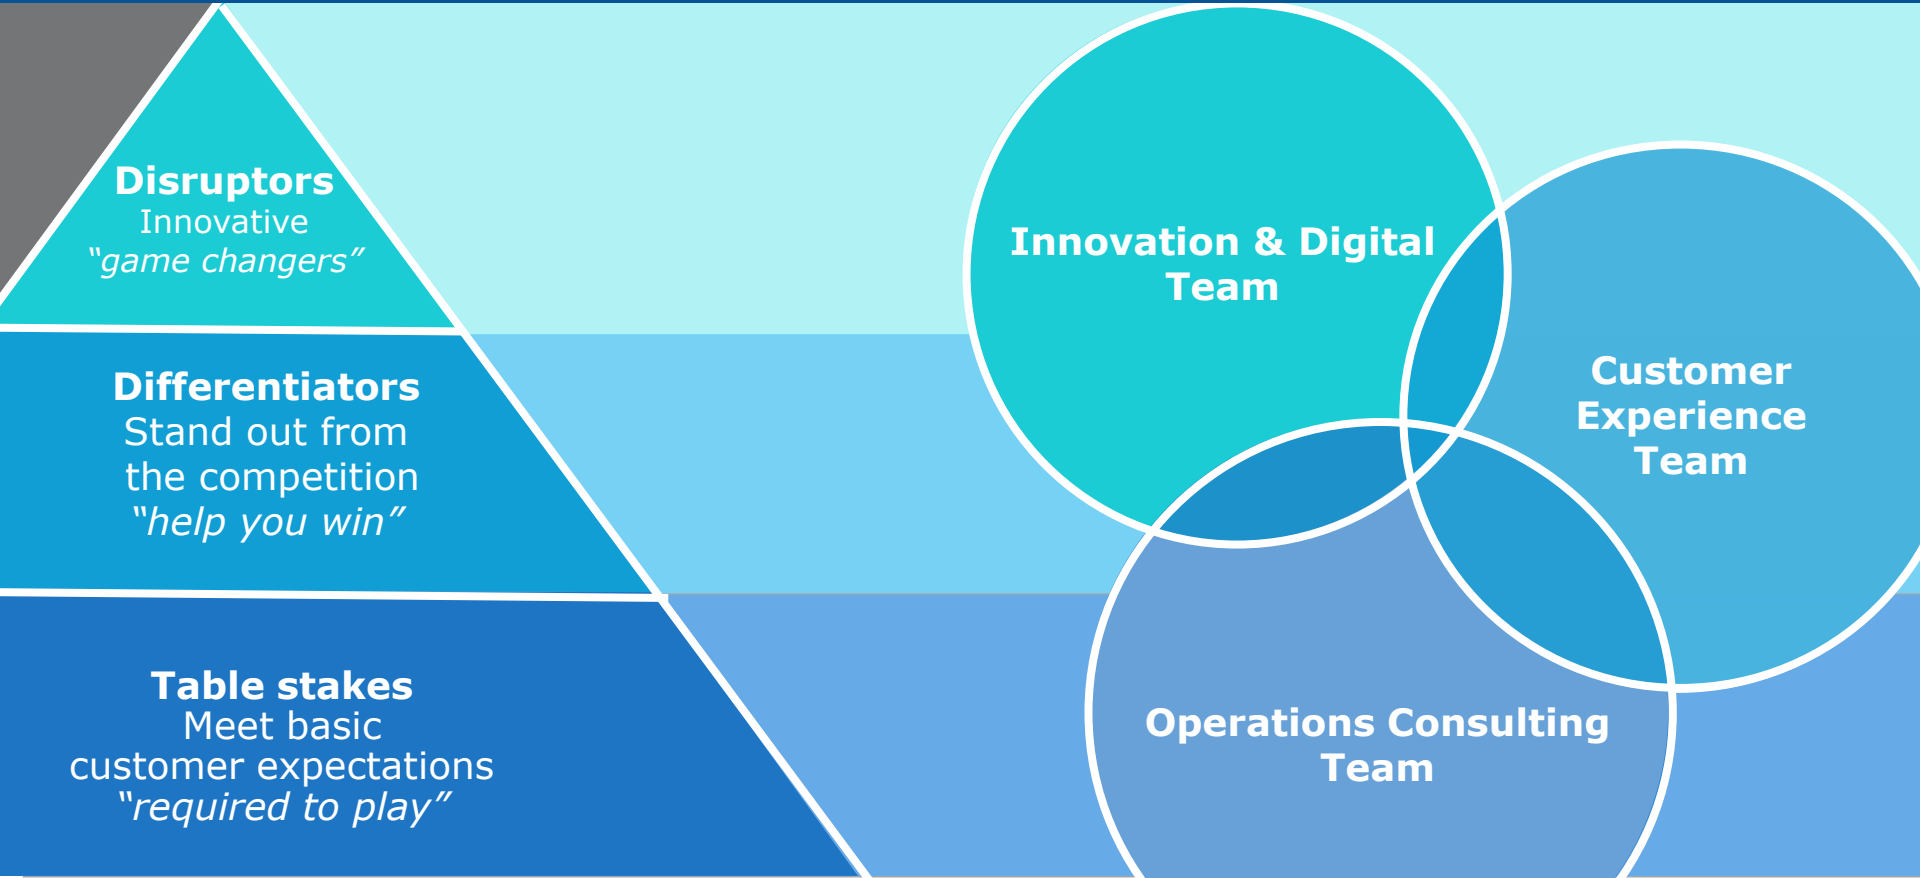 Disruptors
Innovative
“game changers”
Differentiators
Stand out from
the competition
“help you win”
Table stakes
Meet basic
customer expectations
“required to play”
Innovation & Digital
Team
Customer
Experience
Team
Operations Consulting
Team